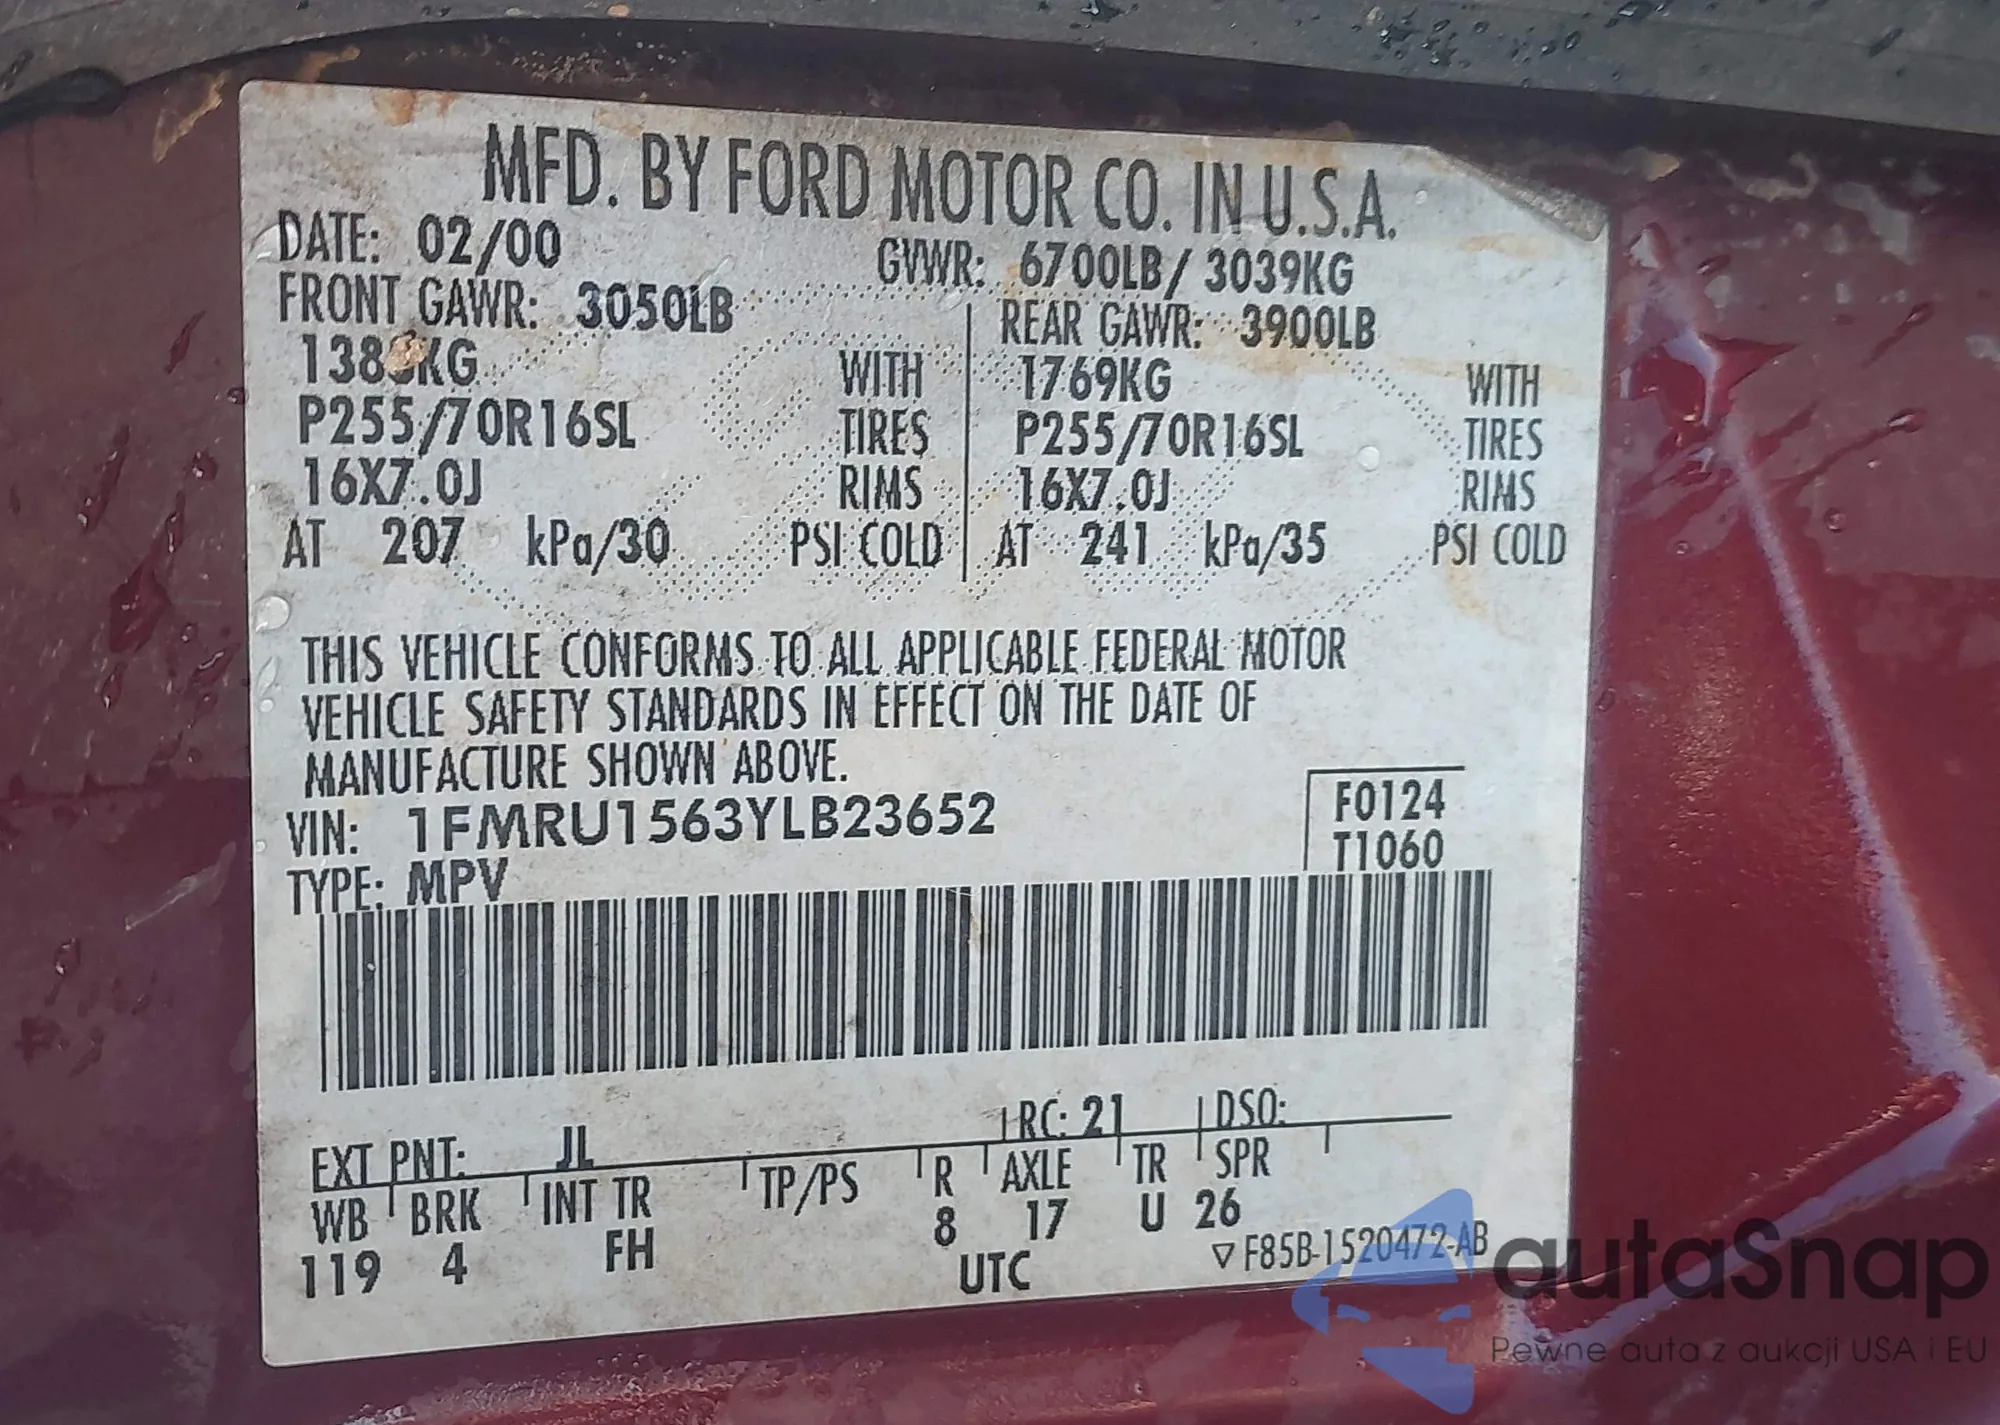 MFD. BY FORD MOTOR CO. IN U.S.A.
DATE: 02/00 GVWR: 6700LB/ 3039KG
FRONT GAWR: 3050LB REAR GAWR: 3900LB
1383KG WITH 1769KG WITH
P255/70R16SL TIRES P255/70R16SL TIRES
16X7.0J RIMS 16X7.0J RIMS
AT 207 kPa/30 PSI COLD AT 241 kPa/35 PSI COLD
THIS VEHICLE CONFORMS TO ALL APPLICABLE FEDERAL MOTOR
VEHICLE SAFETY STANDARDS IN EFFECT ON THE DATE OF
MANUFACTURE SHOWN ABOVE.
VIN: 1FMRU1563YLB23652 F0124
TYPE: MPV T1060
EXT PNT: JL RC: 21 DSO:
WB BRK INT TR TP/PS R AXLE TR SPR
119 4 FH 8 17 U 26
UTC ▽F85B-1520472-AB
autaSnap
Pewne auta z aukcji USA i EU